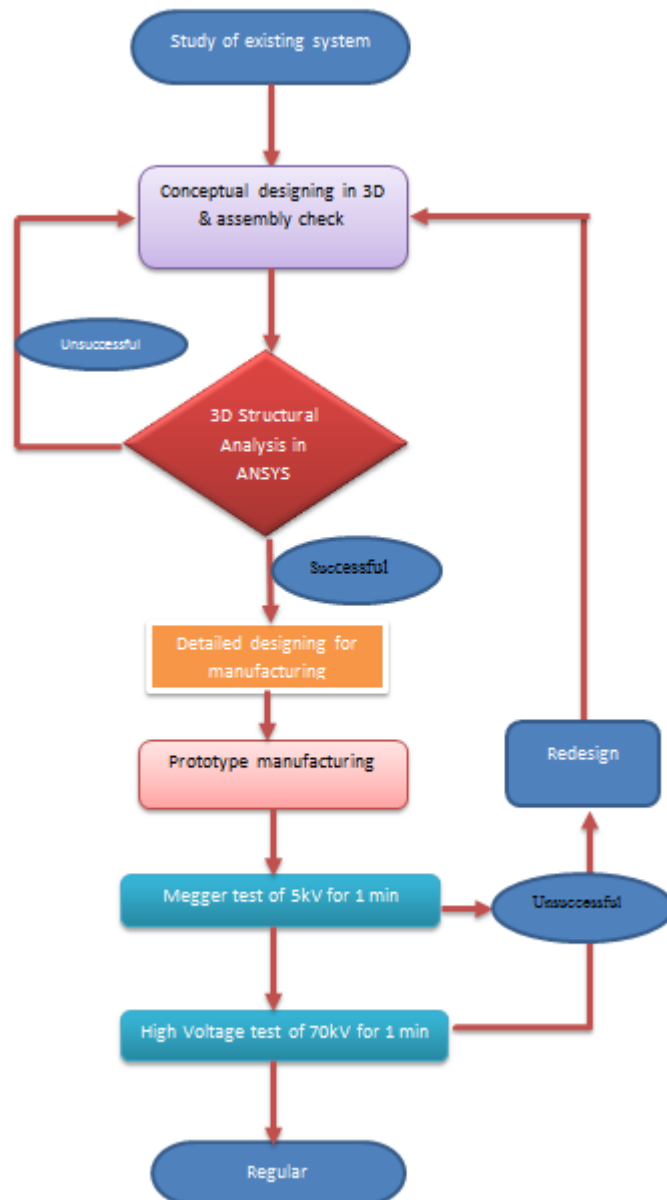 Study of existing system
Conceptual designing in 3D
& assembly check
Unsuccessful
3D Structural
Analysis in
ANSYS
Successful
Detailed designing for
manufacturing
Prototype manufacturing
Redesign
Megger test of 5kV for 1 min
Unsuccessful
High Voltage test of 70kV for 1 min
Regular